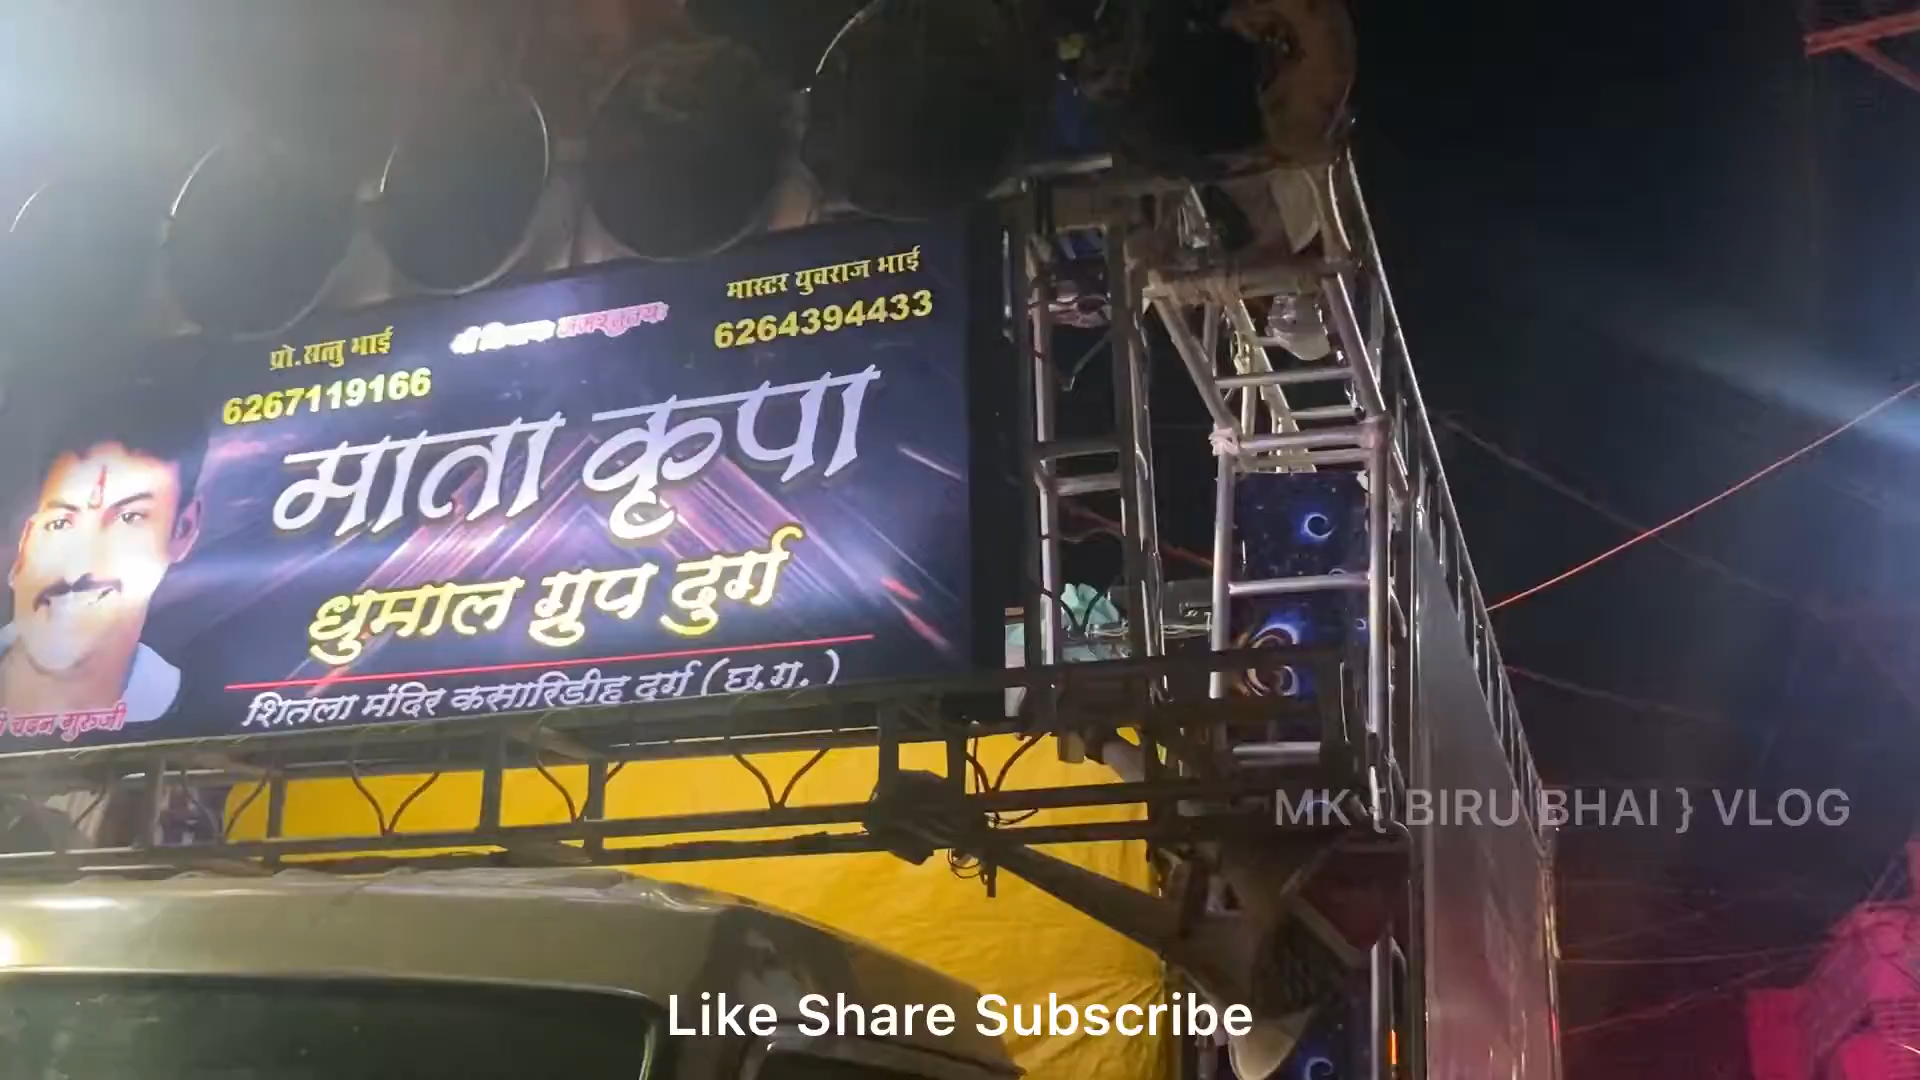 प्रो.सत्तु भाई
6267119166
मास्टर युवराज भाई
6264394433
माता कृपा
धुमाल ग्रुप दुर्ग
शितला मंदिर कसारिडीह दुर्ग (छ.ग.)
गुरुजी
MK { BIRU BHAI } VLOG
Like Share Subscribe